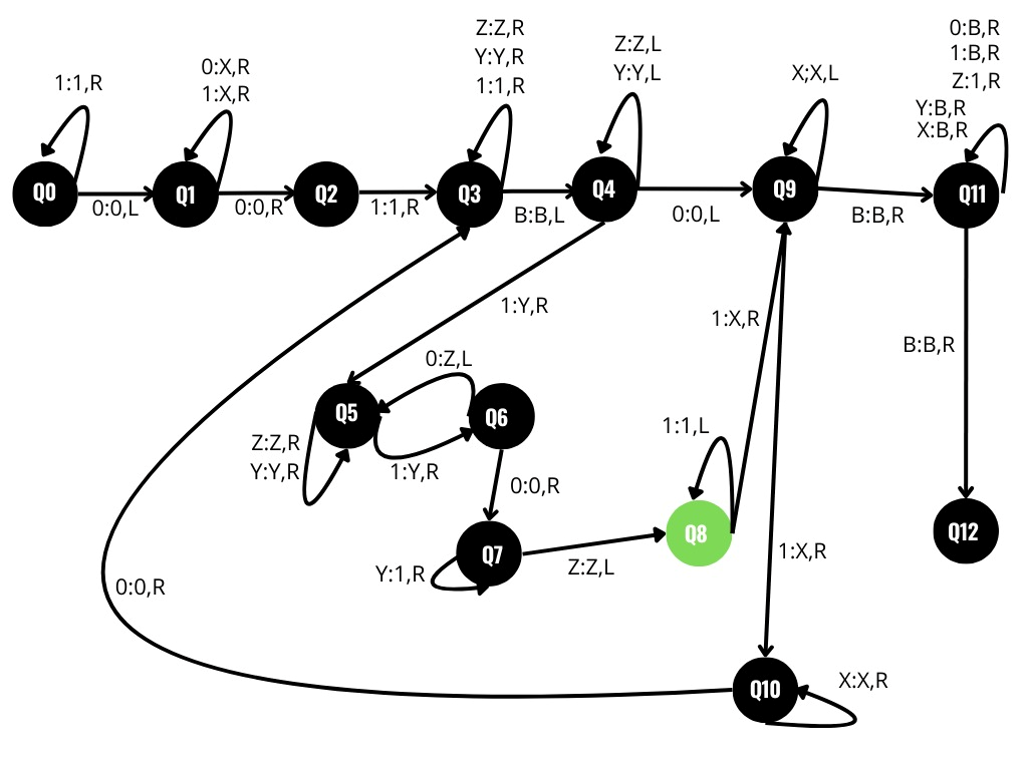 Z:Z,R
Y:Y,R
1:1,R
Z:Z,L
Y:Y,L
0:B,R
1:B,R
Z:1,R
Y:B,R
X:B,R
1:1,R
0:X,R
1:X,R
X;X,L
Q0
Q1
Q2
Q3
Q4
Q9
Q11
0:0,L
0:0,R
1:1,R
B:B,L
0:0,L
B:B,R
1:Y,R
1:X,R
B:B,R
0:Z,L
Q5
Q6
Z:Z,R
Y:Y,R
1:Y,R
1:1,L
0:0,R
Q8
Q12
Q7
Y:1,R
Z:Z,L
1:X,R
0:0,R
Q10
X:X,R